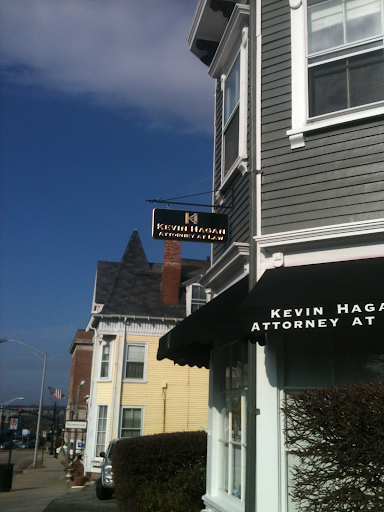 KEVIN HAGAN
ATTORNEY AT LAW
KEVIN HAGA
ATTORNEY AT